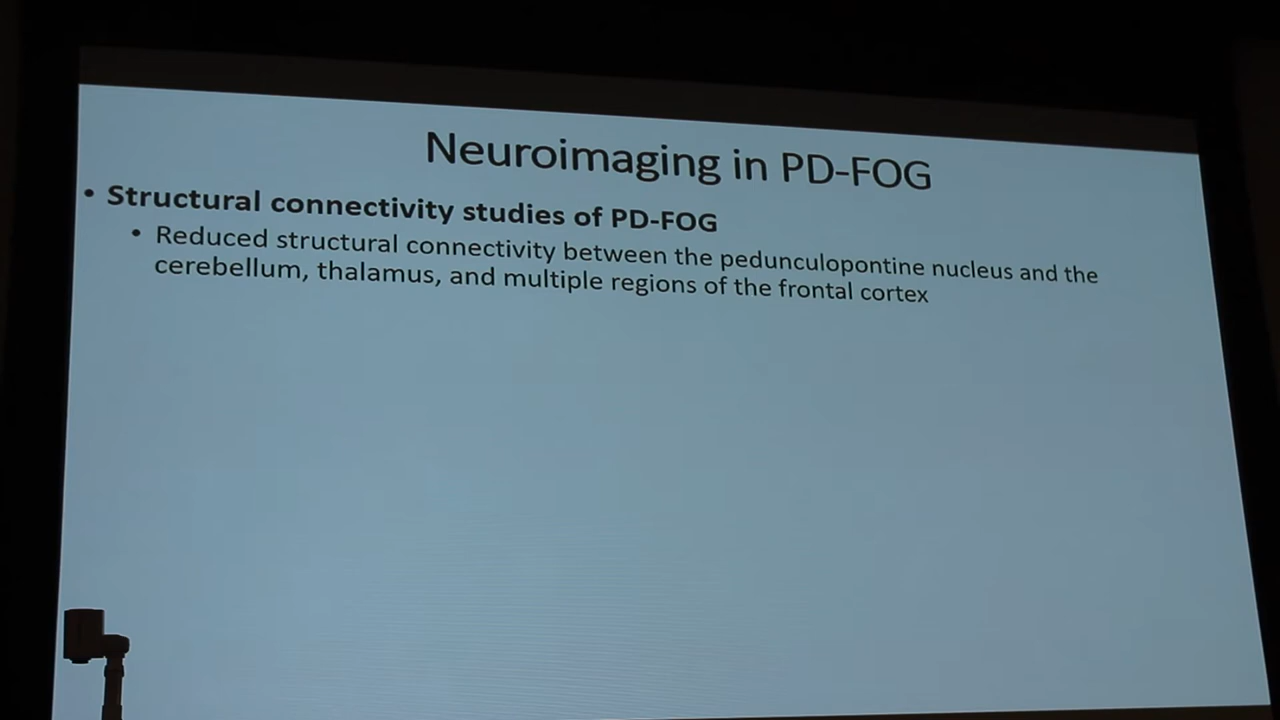 Neuroimaging in PD-FOG
• Structural connectivity studies of PD-FOG
• Reduced structural connectivity between the pedunculopontine nucleus and the
cerebellum, thalamus, and multiple regions of the frontal cortex